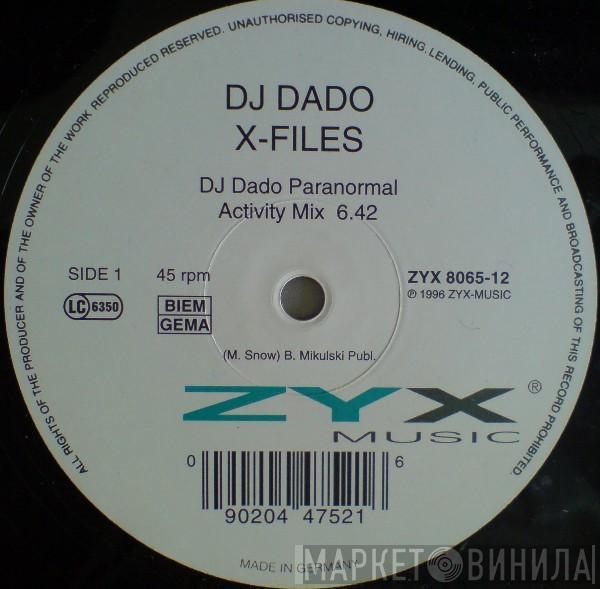 ALL RIGHTS OF THE PRODUCER AND OF THE OWNER OF THE WORK REPRODUCED RESERVED. UNAUTHORISED COPYING, HIRING, LENDING, PUBLIC PERFORMANCE AND BROADCASTING OF THIS RECORD PROHIBITED.
DJ DADO
X-FILES
DJ Dado Paranormal
Activity Mix 6.42
SIDE 1 45 rpm ZYX 8065-12
LC 6350 BIEM ℗ 1996 ZYX-MUSIC
GEMA
(M. Snow) B. Mikulski Publ.
ZYX ®
MUSIC
0 6
90204 47521
MADE IN GERMANY
МАРКЕТ ВИНИЛА